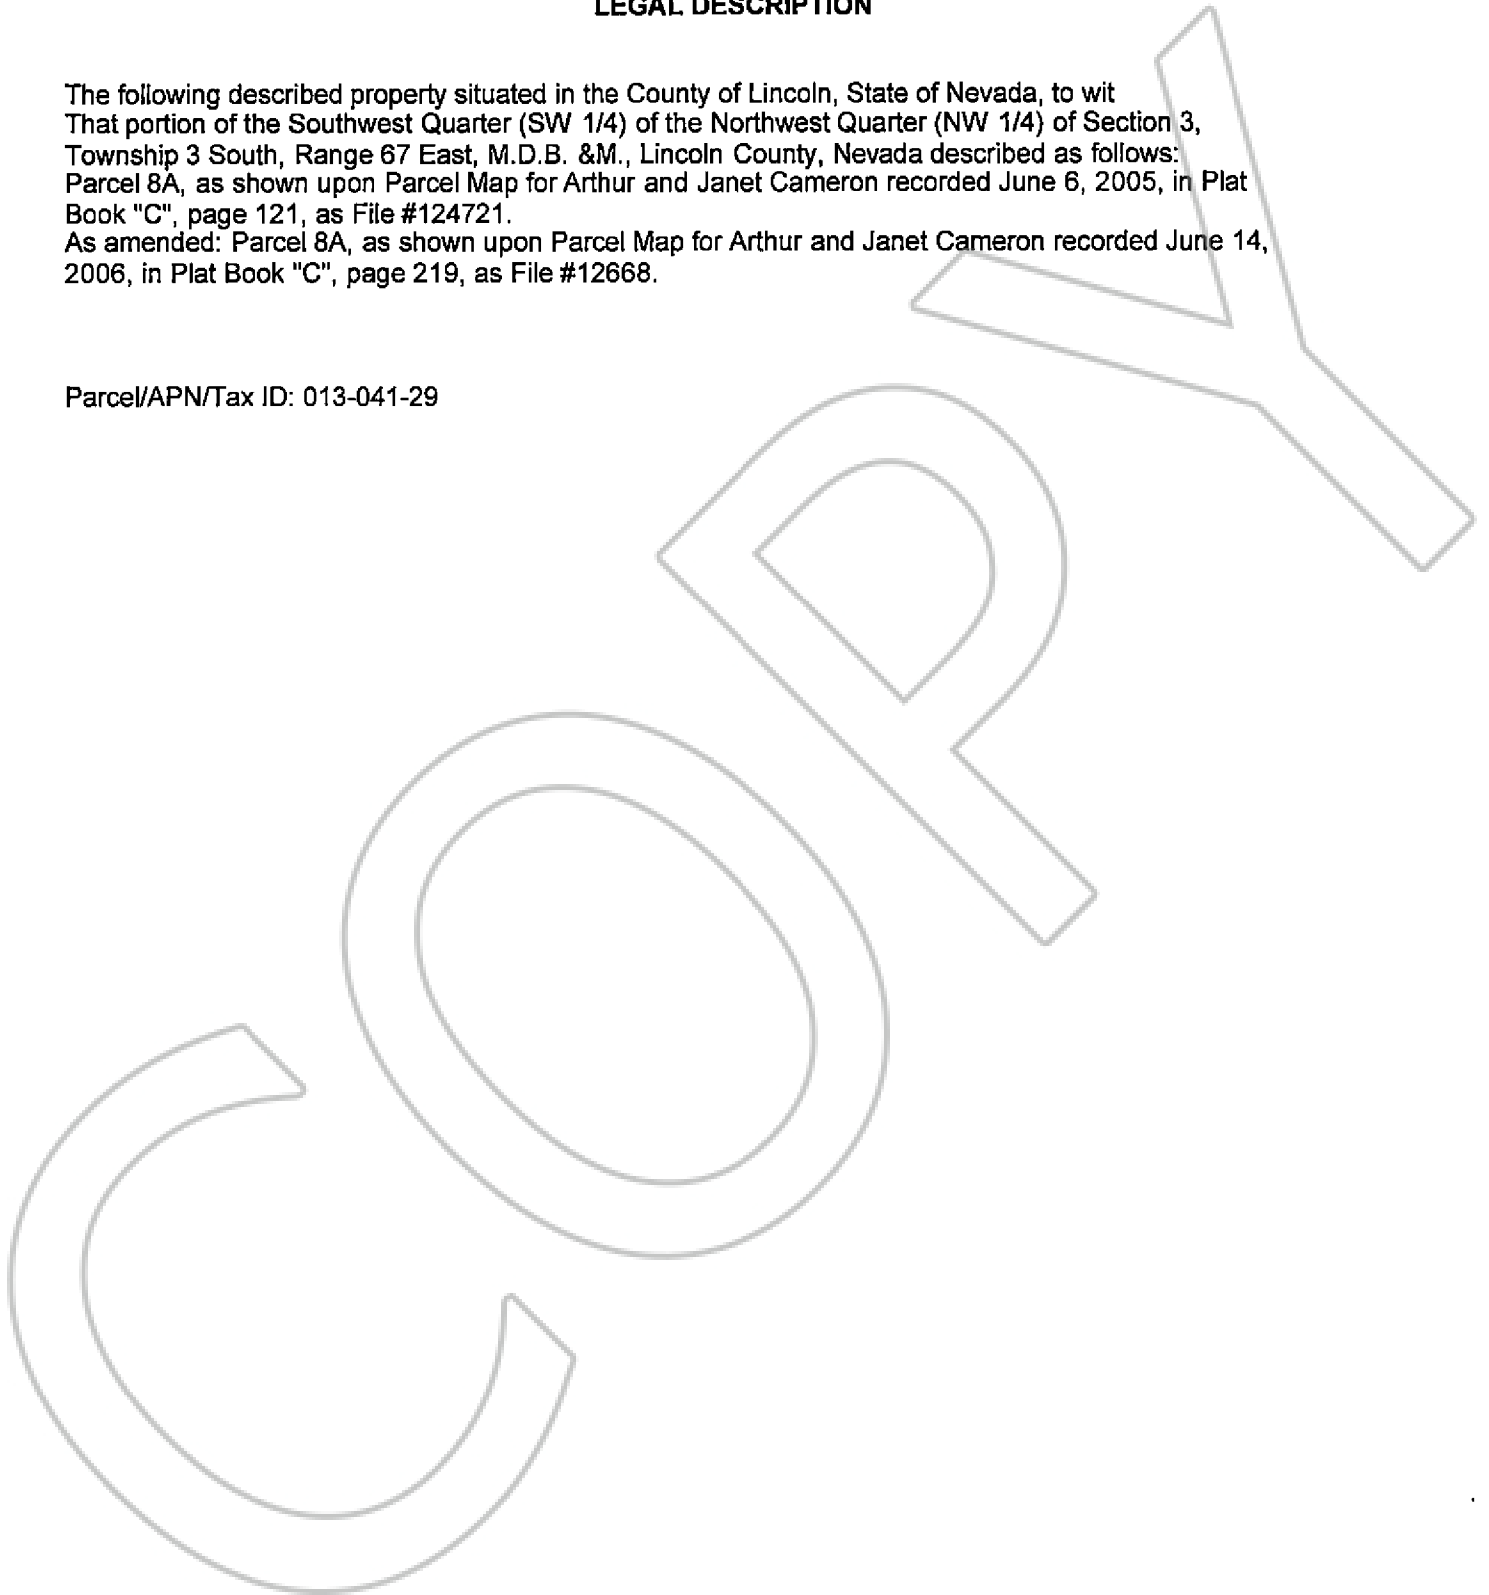 LEGAL DESCRIPTION
The following described property situated in the County of Lincoln, State of Nevada, to wit
That portion of the Southwest Quarter (SW 1/4) of the Northwest Quarter (NW 1/4) of Section 3,
Township 3 South, Range 67 East, M.D.B. &M., Lincoln County, Nevada described as follows:
Parcel 8A, as shown upon Parcel Map for Arthur and Janet Cameron recorded June 6, 2005, in Plat
Book "C", page 121, as File #124721.
As amended: Parcel 8A, as shown upon Parcel Map for Arthur and Janet Cameron recorded June 14,
2006, in Plat Book "C", page 219, as File #12668.
Parcel/APN/Tax ID: 013-041-29
COPY